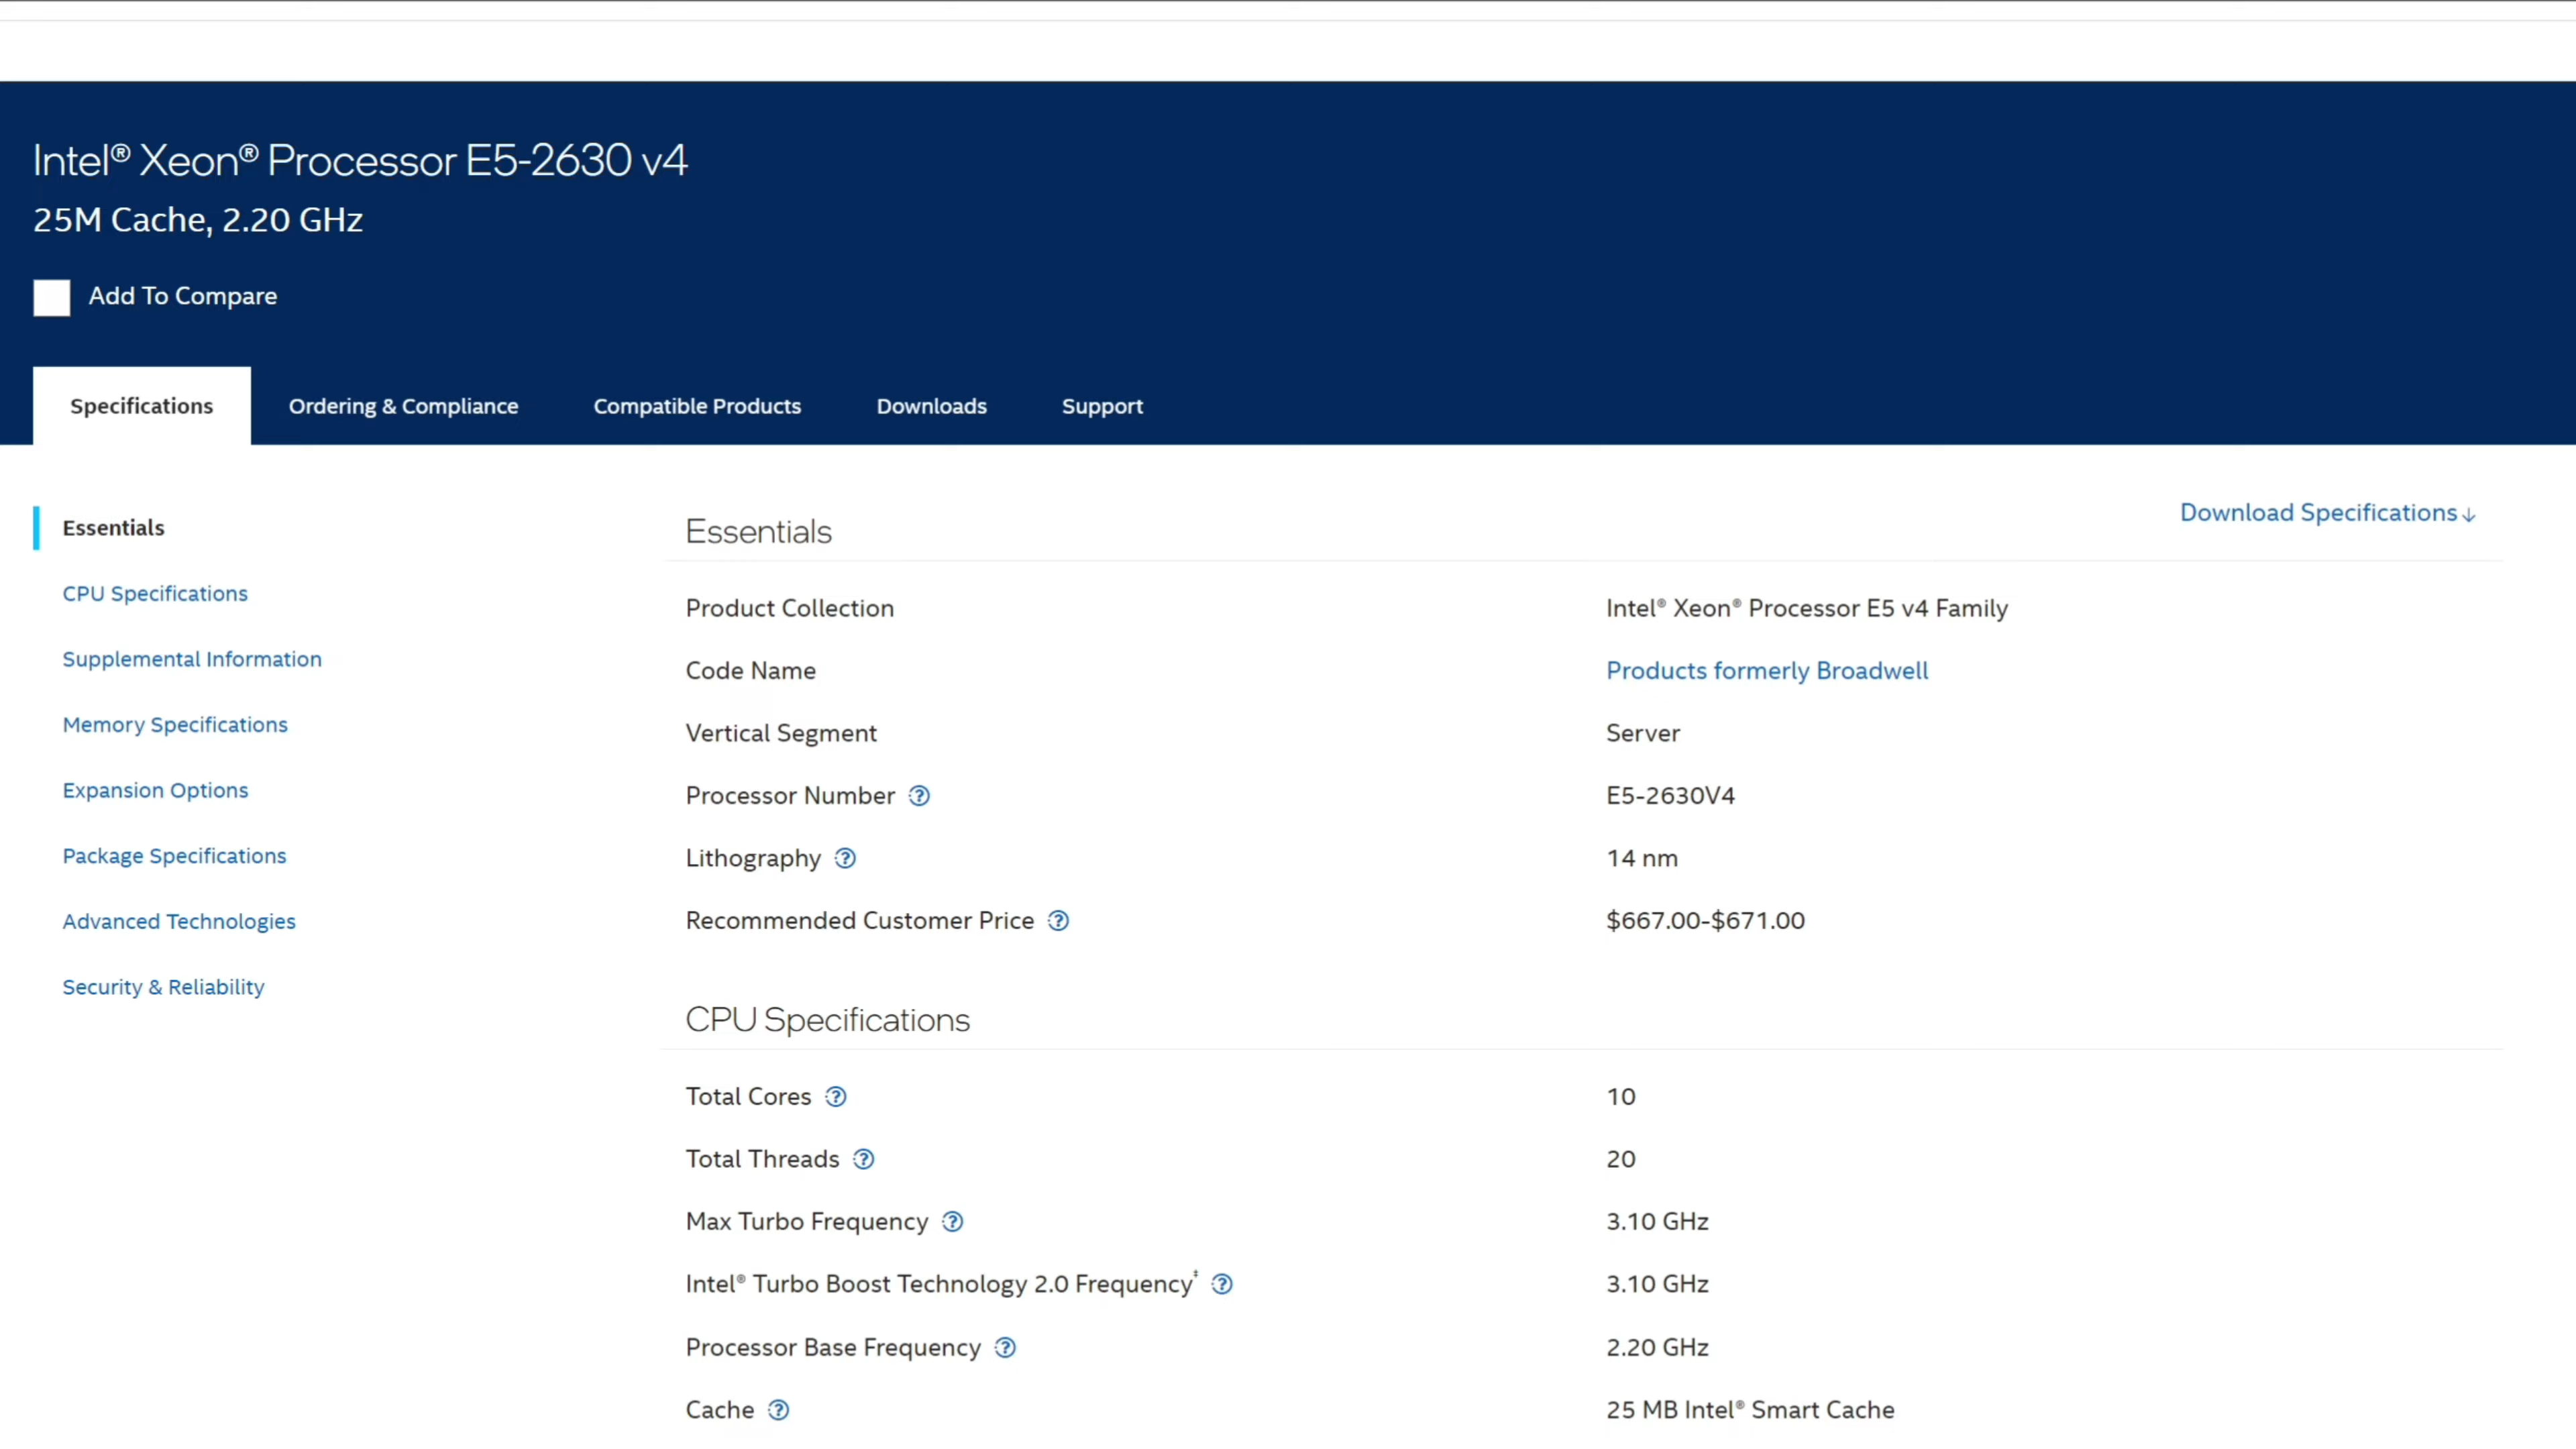 Intel® Xeon® Processor E5-2630 v4
25M Cache, 2.20 GHz
Add To Compare
Specifications Ordering & Compliance Compatible Products Downloads Support
Essentials
CPU Specifications
Supplemental Information
Memory Specifications
Expansion Options
Package Specifications
Advanced Technologies
Security & Reliability
Download Specifications↓
Essentials
Product Collection Intel® Xeon® Processor E5 v4 Family
Code Name Products formerly Broadwell
Vertical Segment Server
Processor Number ? E5-2630V4
Lithography ? 14 nm
Recommended Customer Price ? $667.00-$671.00
CPU Specifications
Total Cores ? 10
Total Threads ? 20
Max Turbo Frequency ? 3.10 GHz
Intel® Turbo Boost Technology 2.0 Frequency‡ ? 3.10 GHz
Processor Base Frequency ? 2.20 GHz
Cache ? 25 MB Intel® Smart Cache